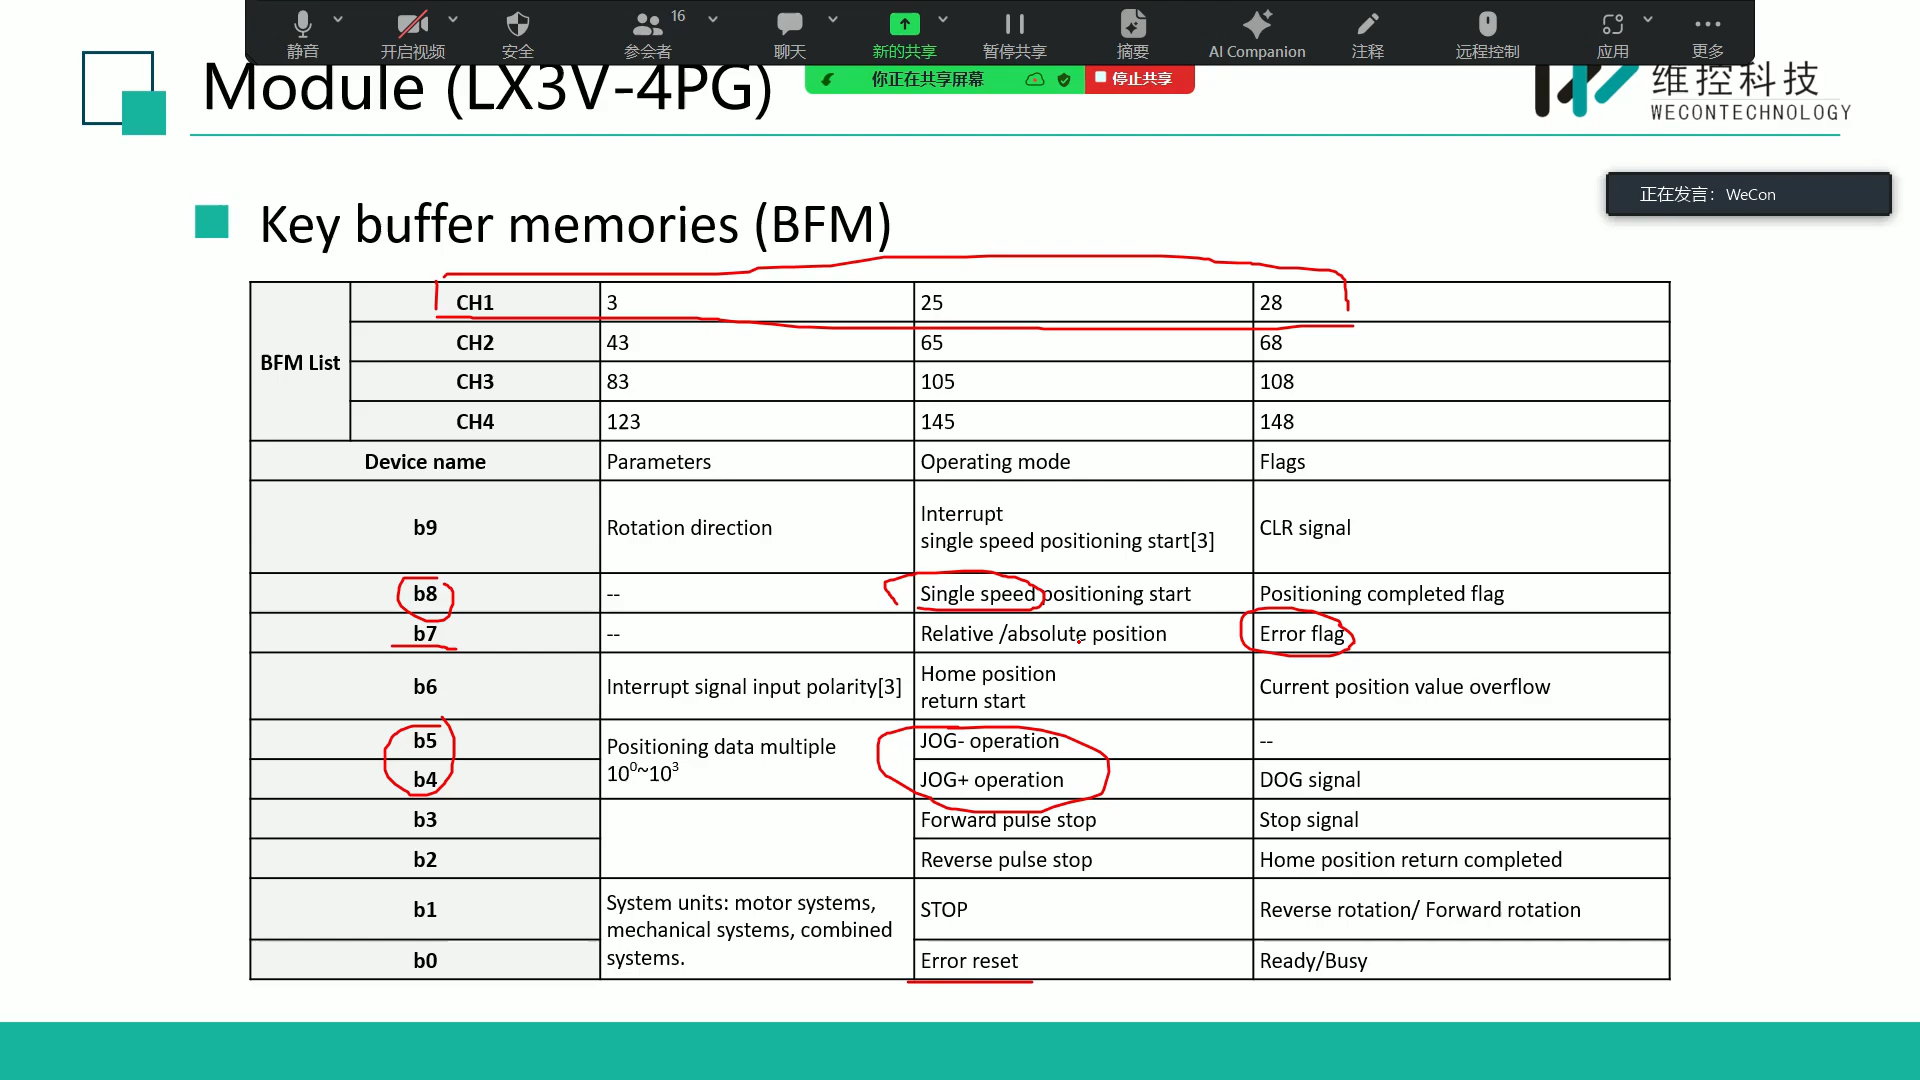 静音
开启视频
安全
16
参会者
聊天
新的共享
暂停共享
摘要
AI Companion
注释
远程控制
应用
更多
你正在共享屏幕
停止共享
Module (LX3V-4PG)
维控科技
WECONTECHNOLOGY
正在发言: WeCon
Key buffer memories (BFM)
BFM List
CH1 3 25 28
CH2 43 65 68
CH3 83 105 108
CH4 123 145 148
Device name Parameters Operating mode Flags
b9 Rotation direction Interrupt
single speed positioning start[3] CLR signal
b8 -- Single speed positioning start Positioning completed flag
b7 -- Relative /absolute position Error flag
b6 Interrupt signal input polarity[3] Home position
return start Current position value overflow
b5 Positioning data multiple JOG- operation --
b4 10⁰~10³ JOG+ operation DOG signal
b3 Forward pulse stop Stop signal
b2 Reverse pulse stop Home position return completed
b1 System units: motor systems,
mechanical systems, combined
systems. STOP Reverse rotation/ Forward rotation
b0 Error reset Ready/Busy